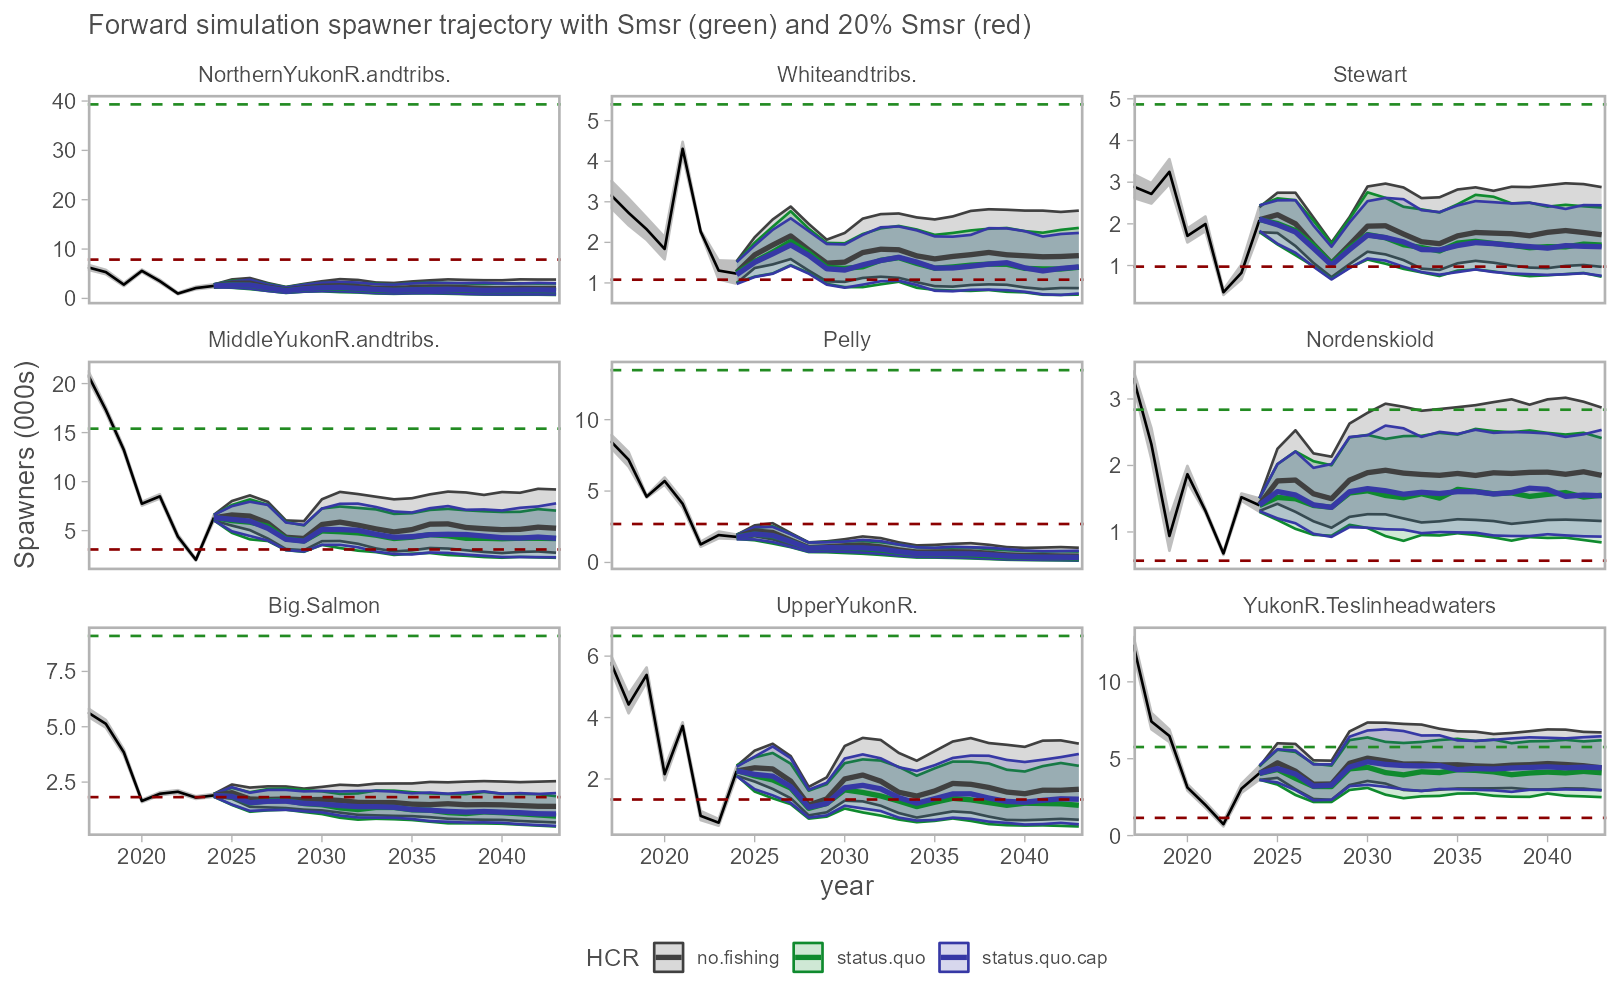 Forward simulation spawner trajectory with Smsr (green) and 20% Smsr (red)
NorthernYukonR.andtribs.
Whiteandtribs.
Stewart
40
30
20
10
0
5
4
3
2
1
5
4
3
2
1
MiddleYukonR.andtribs.
Pelly
Nordenskiold
20
15
10
5
10
5
0
3
2
1
Spawners (000s)
Big.Salmon
UpperYukonR.
YukonR.Teslinheadwaters
7.5
5.0
2.5
6
4
2
10
5
0
2020 2025 2030 2035 2040
2020 2025 2030 2035 2040
2020 2025 2030 2035 2040
year
HCR no.fishing status.quo status.quo.cap